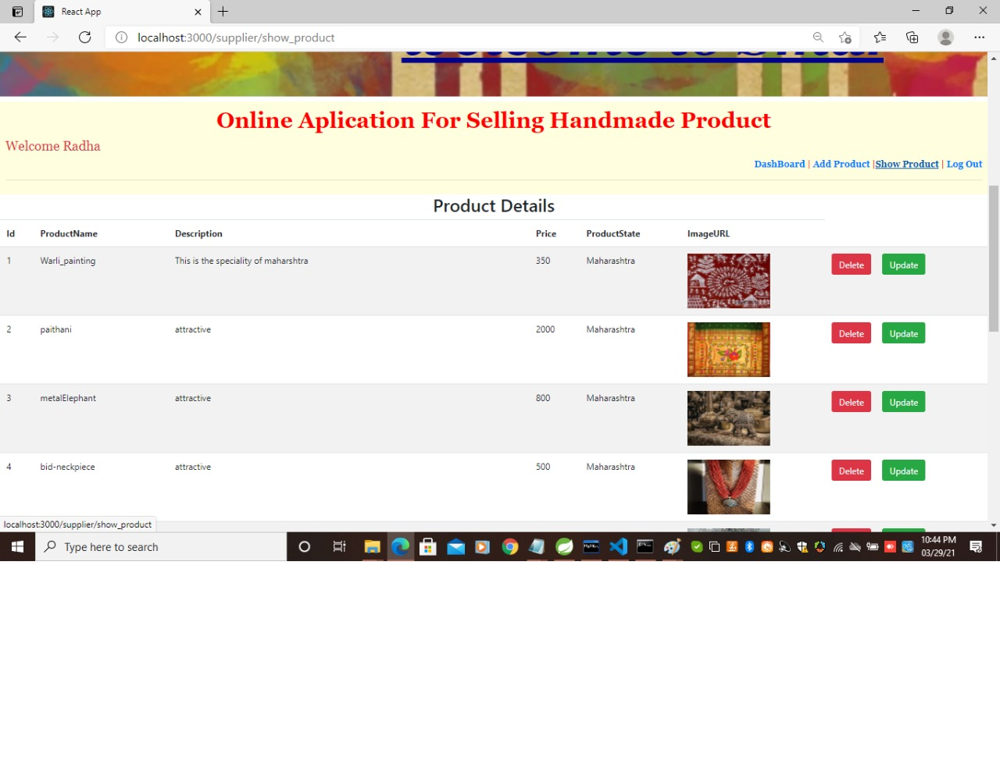 React App
localhost:3000/supplier/show_product
Welcome to
Online Aplication For Selling Handmade Product
Welcome Radha
DashBoard | Add Product |Show Product | Log Out
Product Details
Id ProductName Description Price ProductState ImageURL
1 Warli_painting This is the speciality of maharshtra 350 Maharashtra Delete Update
2 paithani attractive 2000 Maharashtra Delete Update
3 metalElephant attractive 800 Maharashtra Delete Update
4 bid-neckpiece attractive 500 Maharashtra Delete Update
localhost:3000/supplier/show_product
Type here to search
10:44 PM
03/29/21